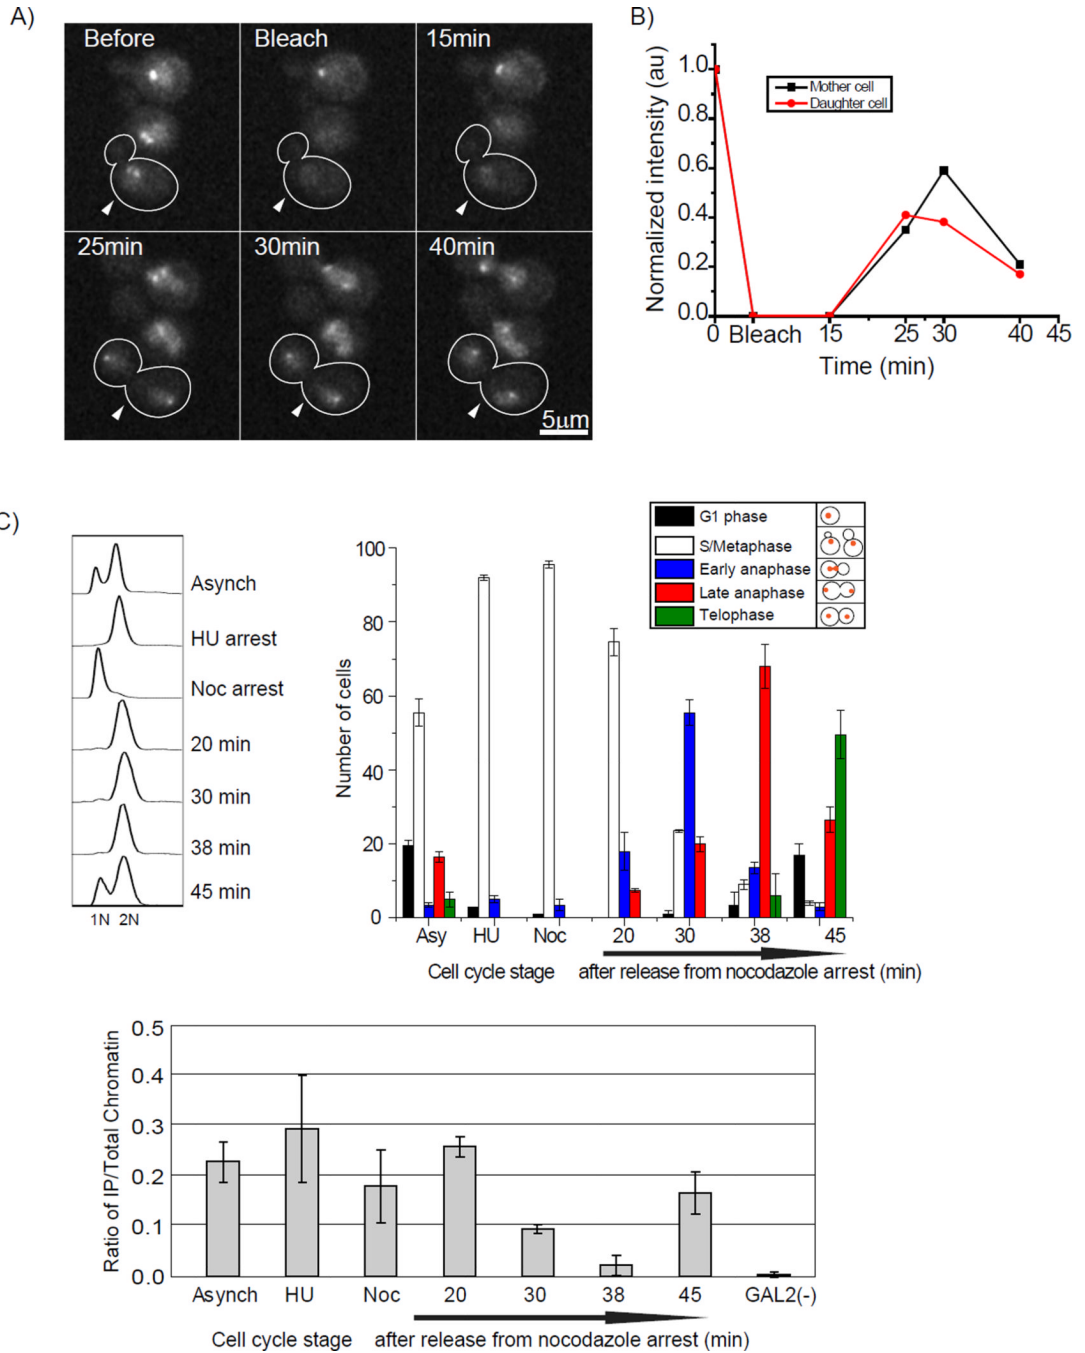 A)
Before
Bleach
15min
25min
30min
40min
5μm
B)
Normalized intensity (au)
1.0
0.8
0.6
0.4
0.2
0.0
Mother cell
Daughter cell
0 Bleach 15 25 30 40 45
Time (min)
C)
Asynch
HU arrest
Noc arrest
20 min
30 min
38 min
45 min
1N 2N
Number of cells
100
80
60
40
20
0
G1 phase
S/Metaphase
Early anaphase
Late anaphase
Telophase
Asy HU Noc 20 30 38 45
Cell cycle stage after release from nocodazole arrest (min)
Ratio of IP/Total Chromatin
0.5
0.4
0.3
0.2
0.1
0.0
Asynch HU Noc 20 30 38 45 GAL2(-)
Cell cycle stage after release from nocodazole arrest (min)